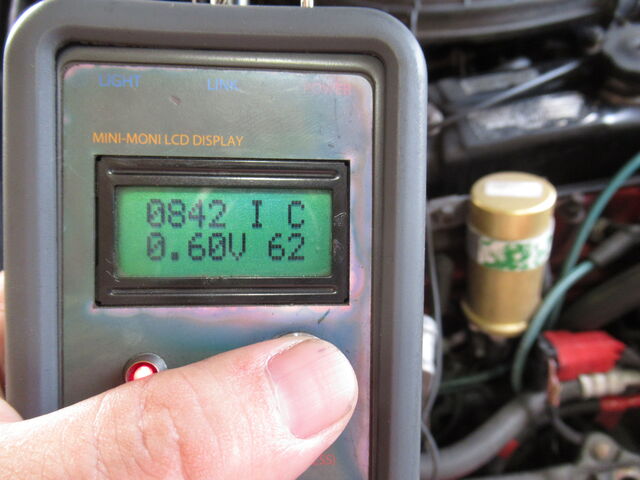 LIGHT LINK POWER
MINI-MONI LCD DISPLAY
0842 I C
0.60V 62